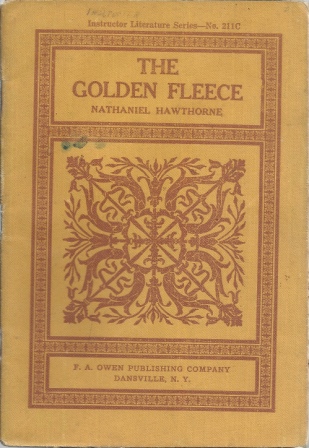 Instructor Literature Series—No. 211C
THE
GOLDEN FLEECE
NATHANIEL HAWTHORNE
F. A. OWEN PUBLISHING COMPANY
DANSVILLE, N. Y.